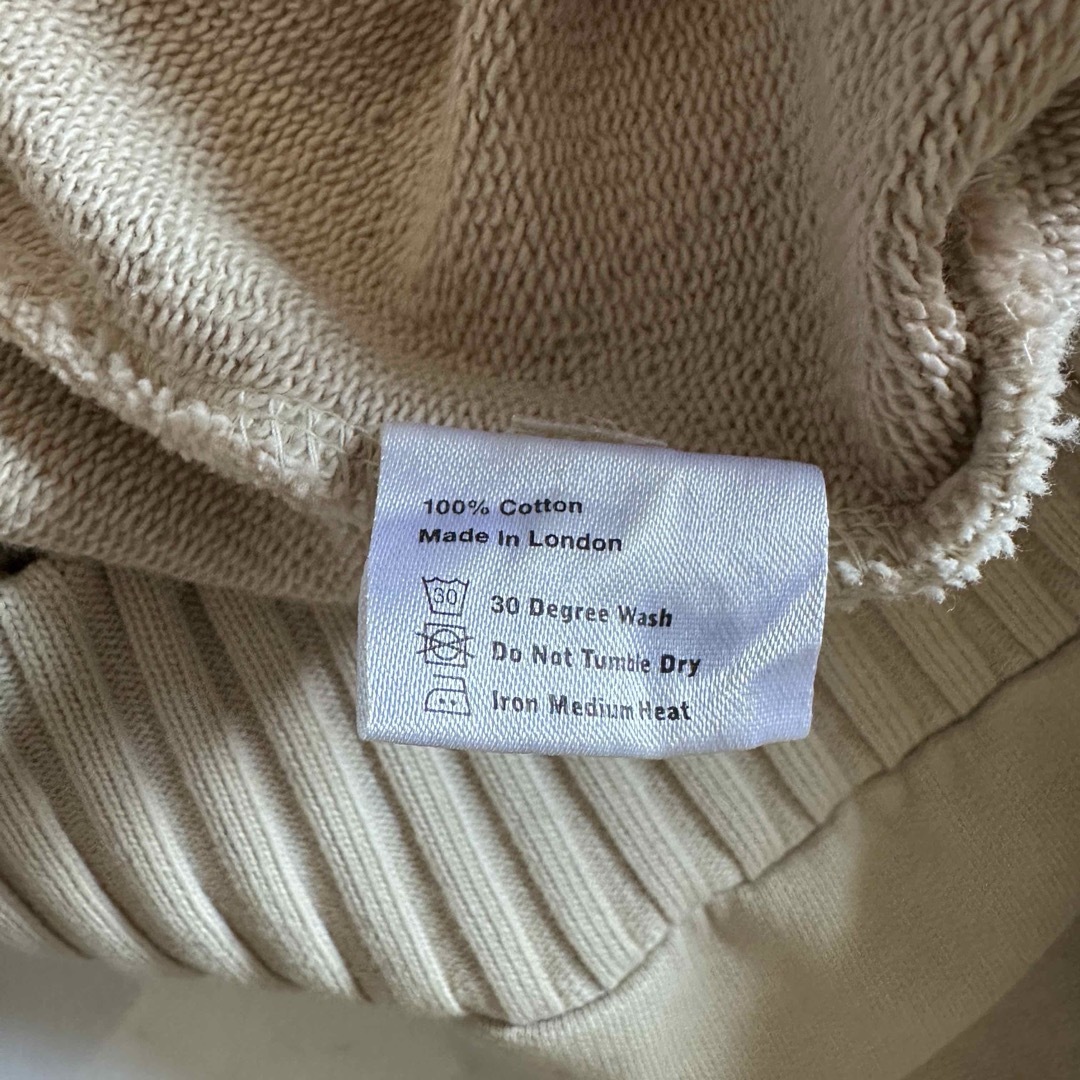 100% Cotton
Made In London
30 30 Degree Wash
Do Not Tumble Dry
Iron Medium Heat